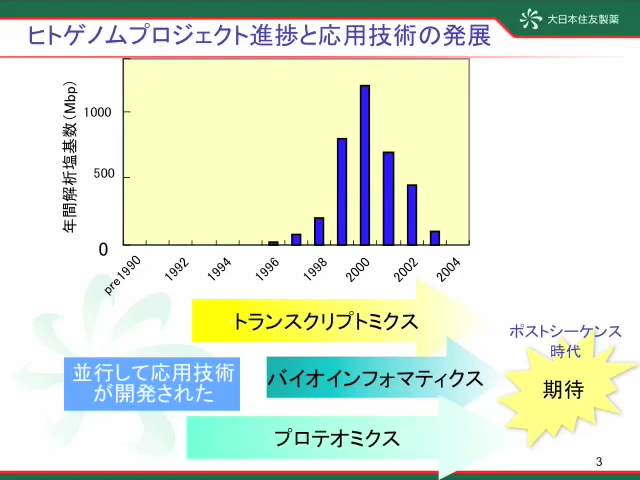 大日本住友製薬
ヒトゲノムプロジェクト進捗と応用技術の発展
年間解析塩基数(Mbp)
1000
500
0
pre1990
1992
1994
1996
1998
2000
2002
2004
トランスクリプトミクス
ポストシーケンス
時代
並行して応用技術
が開発された
バイオインフォマティクス
期待
プロテオミクス
3